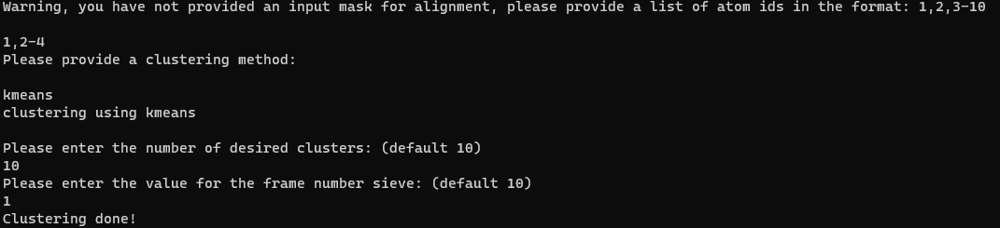 Warning, you have not provided an input mask for alignment, please provide a list of atom ids in the format: 1,2,3-10
1,2-4
Please provide a clustering method:
kmeans
clustering using kmeans
Please enter the number of desired clusters: (default 10)
10
Please enter the value for the frame number sieve: (default 10)
1
Clustering done!